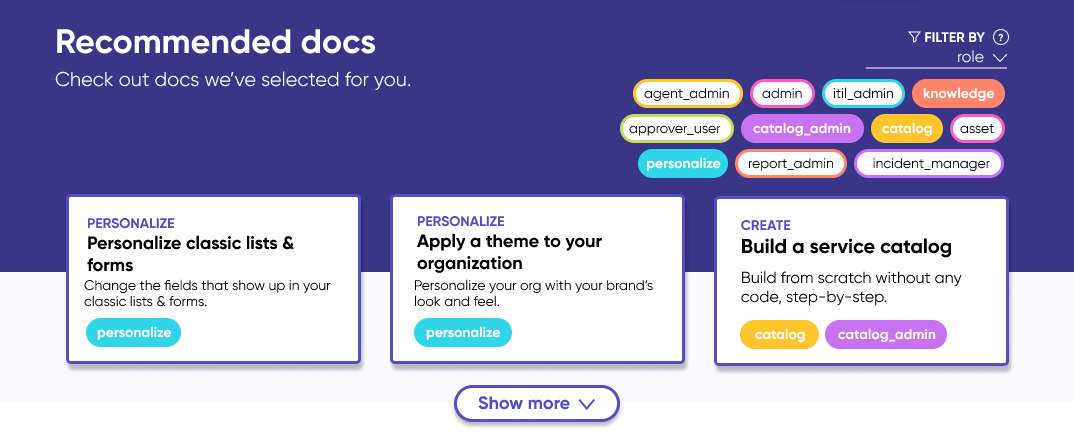 Recommended docs
Check out docs we’ve selected for you.
FILTER BY ?
role
agent_admin admin itil_admin knowledge
approver_user catalog_admin catalog asset
personalize report_admin incident_manager
PERSONALIZE
Personalize classic lists &
forms
Change the fields that show up in your
classic lists & forms.
personalize
PERSONALIZE
Apply a theme to your
organization
Personalize your org with your brand’s
look and feel.
personalize
CREATE
Build a service catalog
Build from scratch without any
code, step-by-step.
catalog catalog_admin
Show more